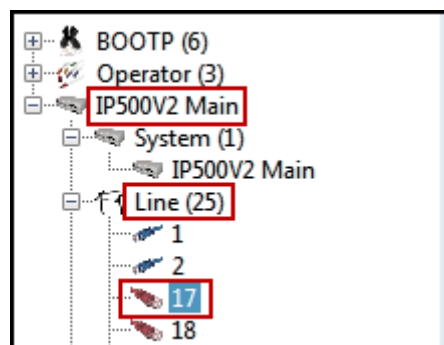 BOOTP (6)
Operator (3)
IP500V2 Main
System (1)
IP500V2 Main
Line (25)
1
2
17
18